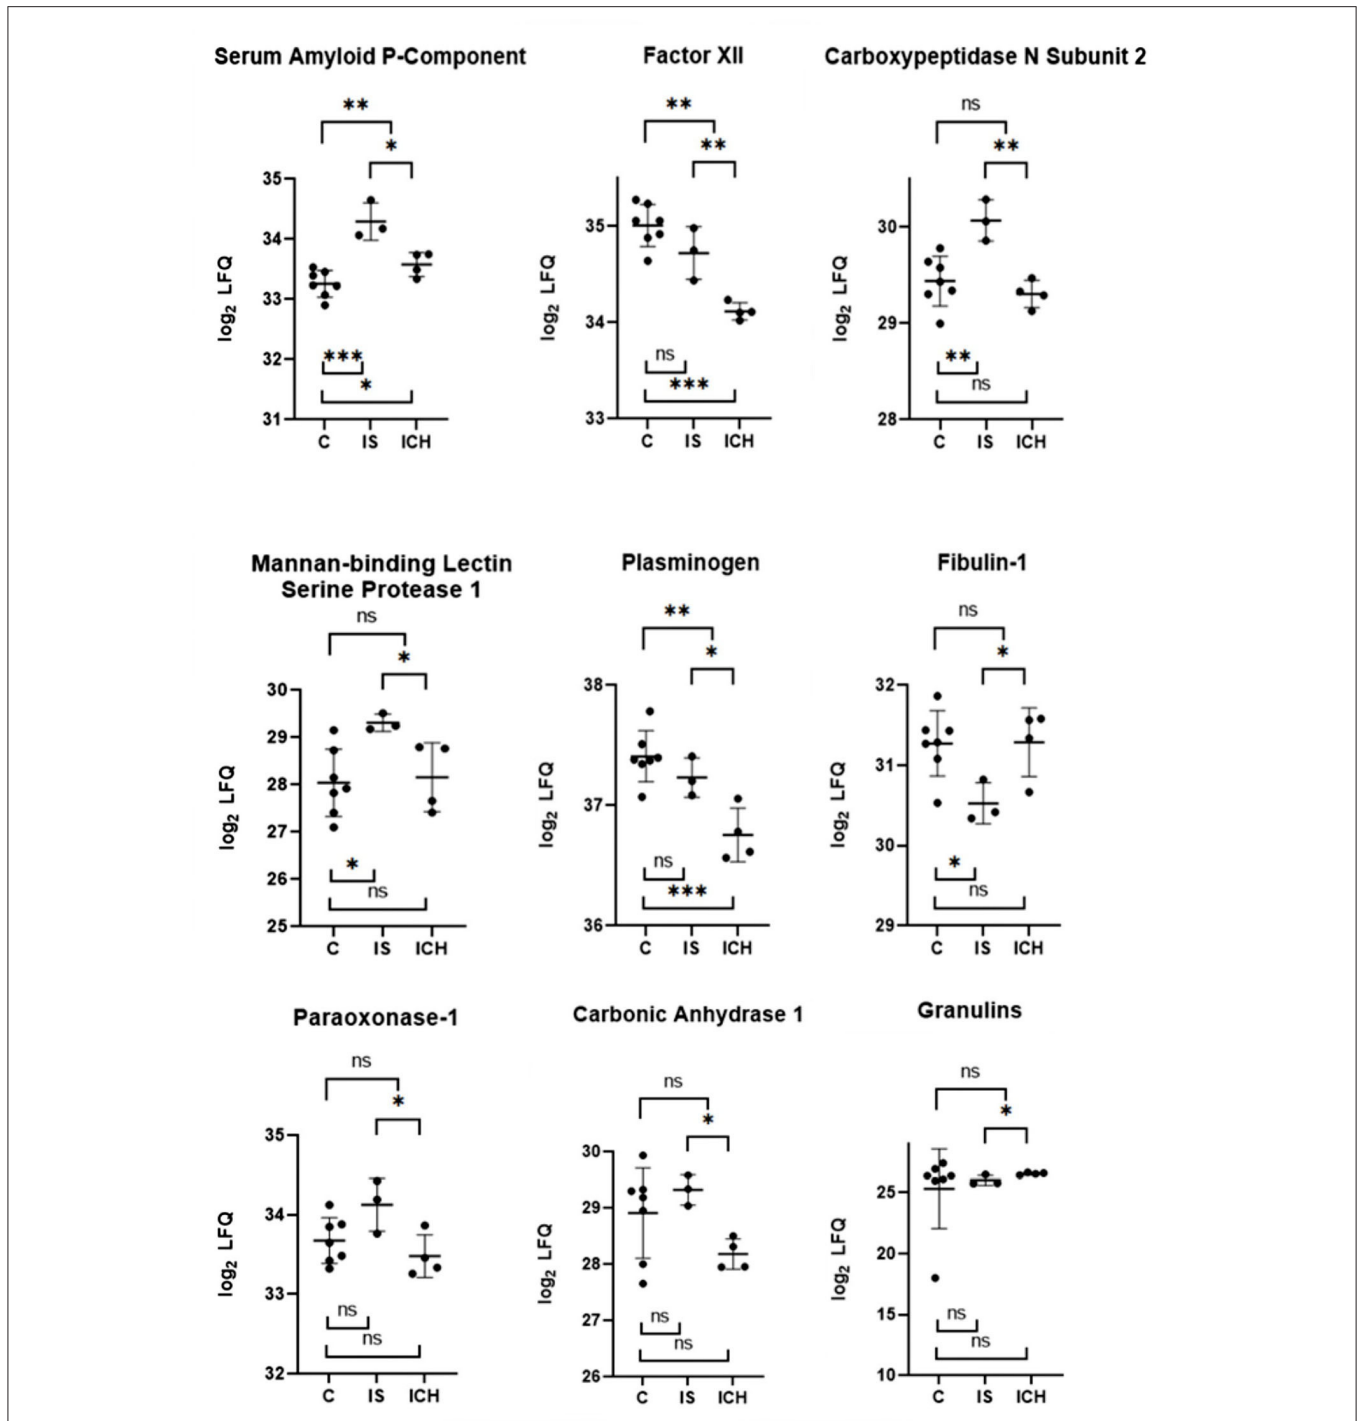 Serum Amyloid P-Component
**
*
35
34
33
32
31
log2 LFQ
***
*
C IS ICH
Factor XII
**
**
35
34
33
log2 LFQ
ns
***
C IS ICH
Carboxypeptidase N Subunit 2
ns
**
30
29
28
log2 LFQ
**
ns
C IS ICH
Mannan-binding Lectin
Serine Protease 1
ns
*
30
29
28
27
26
25
log2 LFQ
*
ns
C IS ICH
Plasminogen
**
*
38
37
36
log2 LFQ
ns
***
C IS ICH
Fibulin-1
ns
*
32
31
30
29
log2 LFQ
*
ns
C IS ICH
Paraoxonase-1
ns
*
35
34
33
32
log2 LFQ
ns
ns
C IS ICH
Carbonic Anhydrase 1
ns
*
30
29
28
27
26
log2 LFQ
ns
ns
C IS ICH
Granulins
ns
*
25
20
15
10
log2 LFQ
ns
ns
C IS ICH